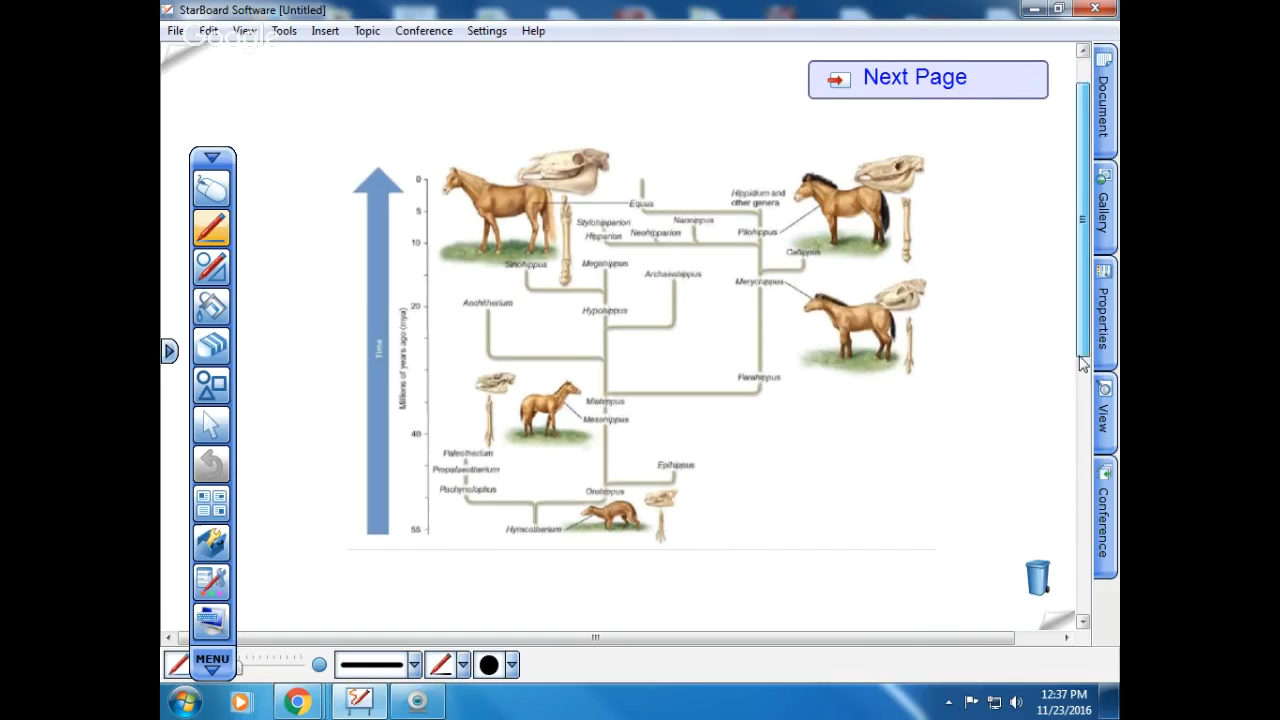 StarBoard Software [Untitled]
File Edit View Tools Insert Topic Conference Settings Help
Google
Next Page
Document
Gallery
Properties
View
Conference
Time
Millions of years ago (mya)
0
5
10
20
40
55
Equus
Hippidium and
other genera
Stylohipparion
Nannippus
Hipparion
Neohipparion
Pliohippus
Sinohippus
Megahippus
Callippus
Archaeohippus
Merychippus
Anchitherium
Hypohippus
Parahippus
Miohippus
Mesohippus
Paleotherium
Propalaeotherium
Epihippus
Pachynolophus
Orohippus
Hyracotherium
MENU
12:37 PM
11/23/2016